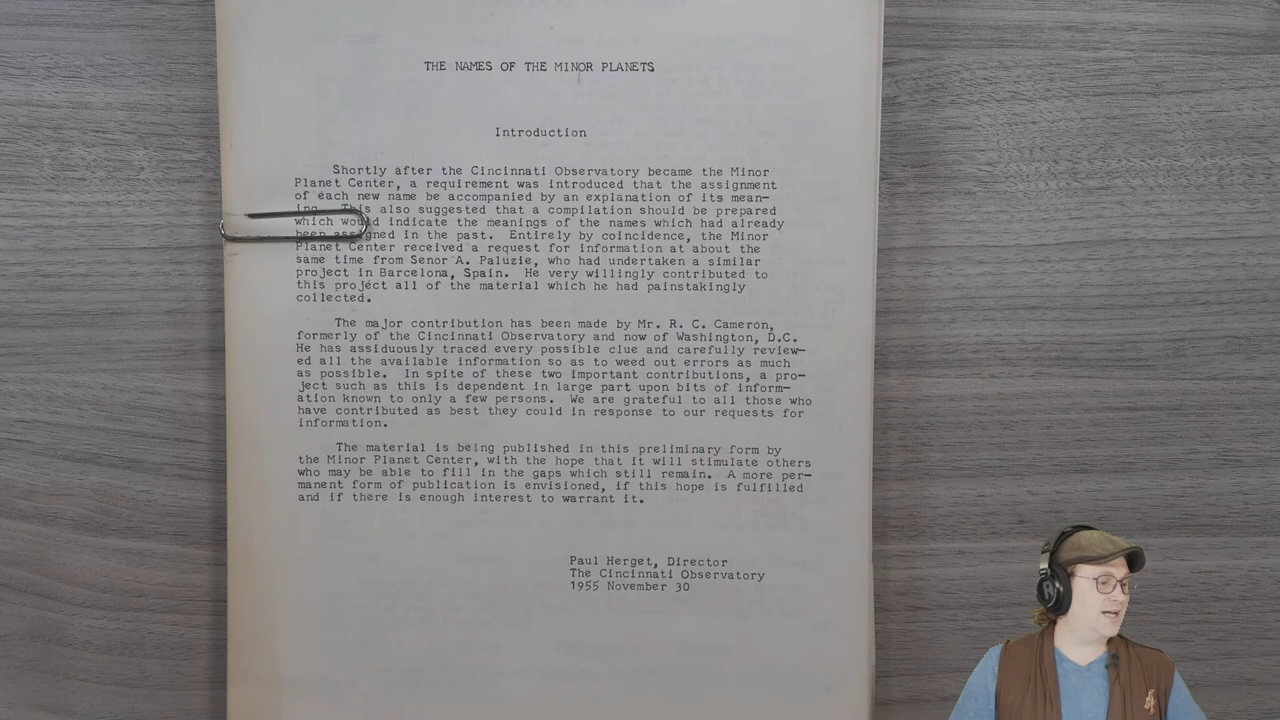 THE NAMES OF THE MINOR PLANETS
Introduction
Shortly after the Cincinnati Observatory became the Minor
Planet Center, a requirement was introduced that the assignment
of each new name be accompanied by an explanation of its mean-
ing. This also suggested that a compilation should be prepared
which would indicate the meanings of the names which had already
been assigned in the past. Entirely by coincidence, the Minor
Planet Center received a request for information at about the
same time from Senor A. Paluzie, who had undertaken a similar
project in Barcelona, Spain. He very willingly contributed to
this project all of the material which he had painstakingly
collected.
The major contribution has been made by Mr. R. C. Cameron,
formerly of the Cincinnati Observatory and now of Washington, D.C.
He has assiduously traced every possible clue and carefully review-
ed all the available information so as to weed out errors as much
as possible. In spite of these two important contributions, a pro-
ject such as this is dependent in large part upon bits of inform-
ation known to only a few persons. We are grateful to all those who
have contributed as best they could in response to our requests for
information.
The material is being published in this preliminary form by
the Minor Planet Center, with the hope that it will stimulate others
who may be able to fill in the gaps which still remain. A more per-
manent form of publication is envisioned, if this hope is fulfilled
and if there is enough interest to warrant it.
Paul Herget, Director
The Cincinnati Observatory
1955 November 30